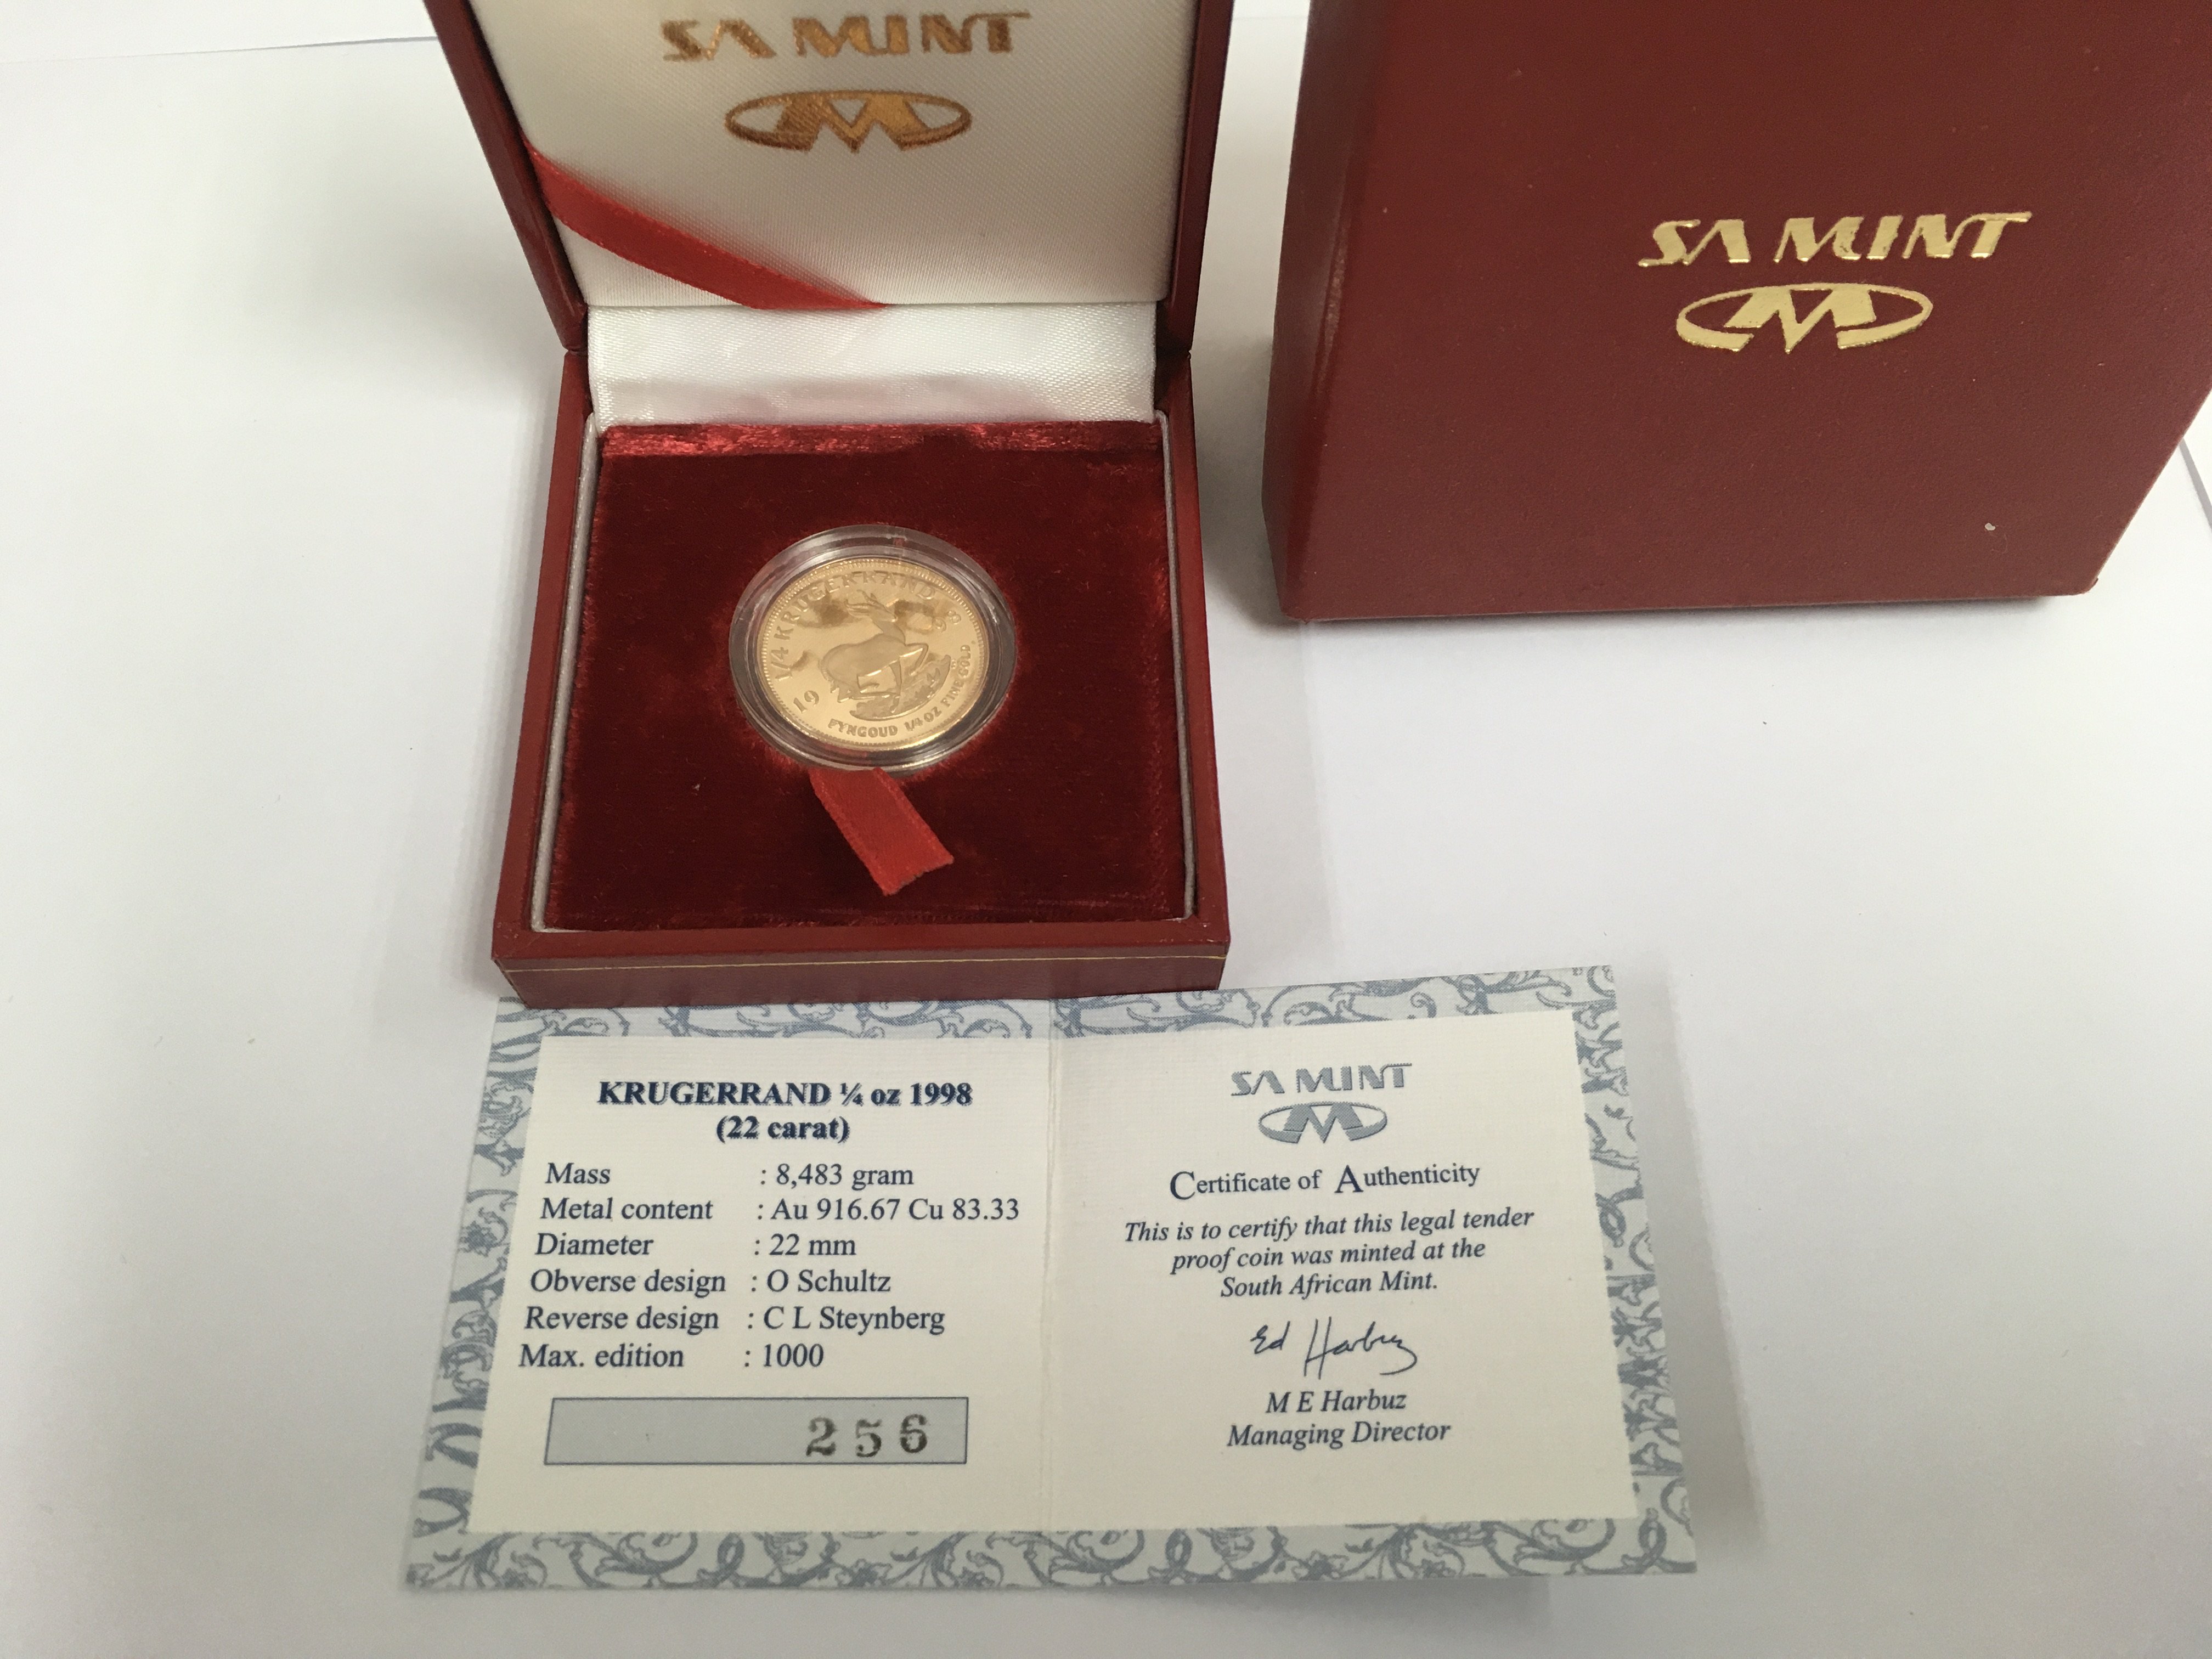 SA MINT
SA MINT
1/4 KRUGERRAND
19 98
FYNGOUD 1/4 OZ FINE GOLD
KRUGERRAND ¼ oz 1998
(22 carat)
Mass : 8,483 gram
Metal content : Au 916.67 Cu 83.33
Diameter : 22 mm
Obverse design : O Schultz
Reverse design : C L Steynberg
Max. edition : 1000
256
SA MINT
Certificate of Authenticity
This is to certify that this legal tender
proof coin was minted at the
South African Mint.
Ed Harbuz
M E Harbuz
Managing Director